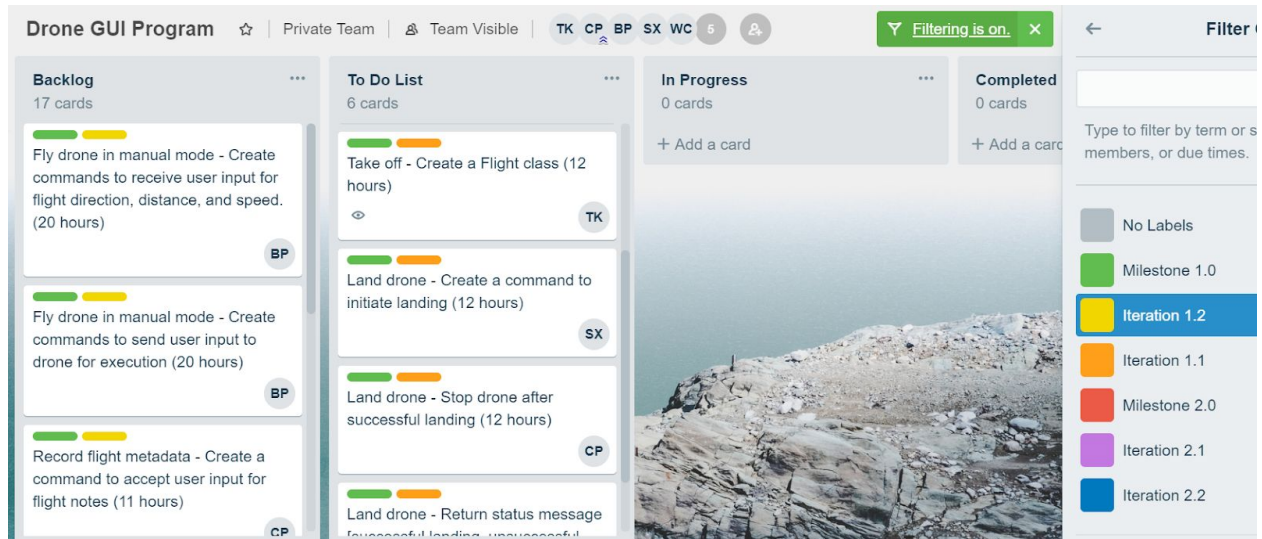 Drone GUI Program
Private Team
Team Visible
TK CP BP SX WC 5
Filtering is on.
Filter
Backlog
17 cards
Fly drone in manual mode - Create
commands to receive user input for
flight direction, distance, and speed.
(20 hours)
BP
Fly drone in manual mode - Create
commands to send user input to
drone for execution (20 hours)
BP
Record flight metadata - Create a
command to accept user input for
flight notes (11 hours)
CP
To Do List
6 cards
Take off - Create a Flight class (12
hours)
TK
Land drone - Create a command to
initiate landing (12 hours)
SX
Land drone - Stop drone after
successful landing (12 hours)
CP
Land drone - Return status message
[successful landing, unsuccessful
In Progress
0 cards
+ Add a card
Completed
0 cards
+ Add a card
Type to filter by term or s
members, or due times.
No Labels
Milestone 1.0
Iteration 1.2
Iteration 1.1
Milestone 2.0
Iteration 2.1
Iteration 2.2